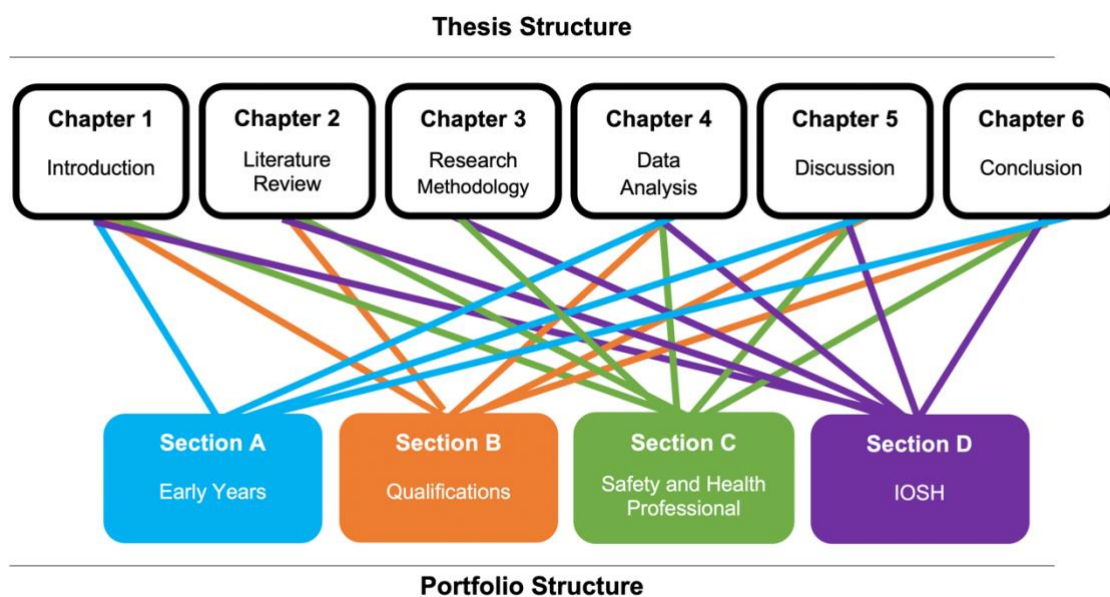 Thesis Structure
Chapter 1
Introduction
Chapter 2
Literature
Review
Chapter 3
Research
Methodology
Chapter 4
Data
Analysis
Chapter 5
Discussion
Chapter 6
Conclusion
Section A
Early Years
Section B
Qualifications
Section C
Safety and Health
Professional
Section D
IOSH
Portfolio Structure